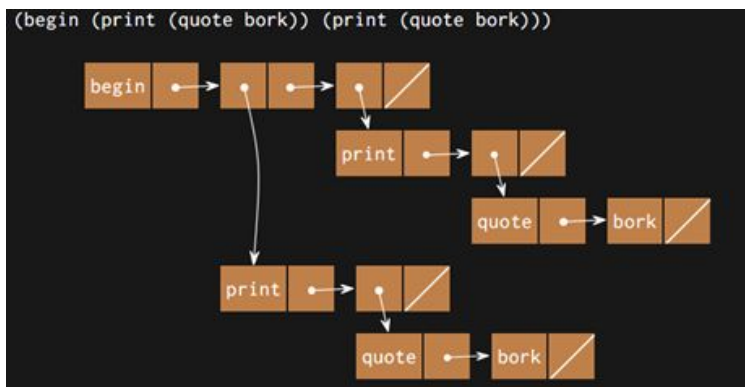 (begin (print (quote bork)) (print (quote bork)))
begin
print
quote bork
print
quote bork